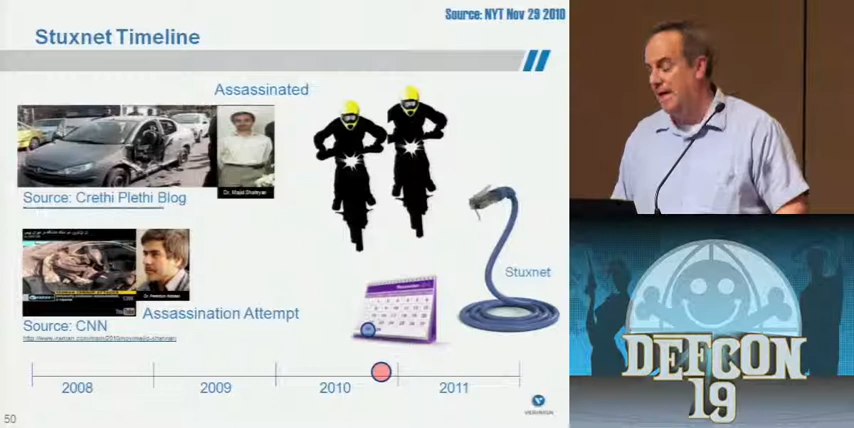 Source: NYT Nov 29 2010
Stuxnet Timeline
Assassinated
Source: Crethi Plethi Blog
Stuxnet
Assassination Attempt
Source: CNN
2008
2009
2010
2011
50
VERISIGN
DEFCON
19